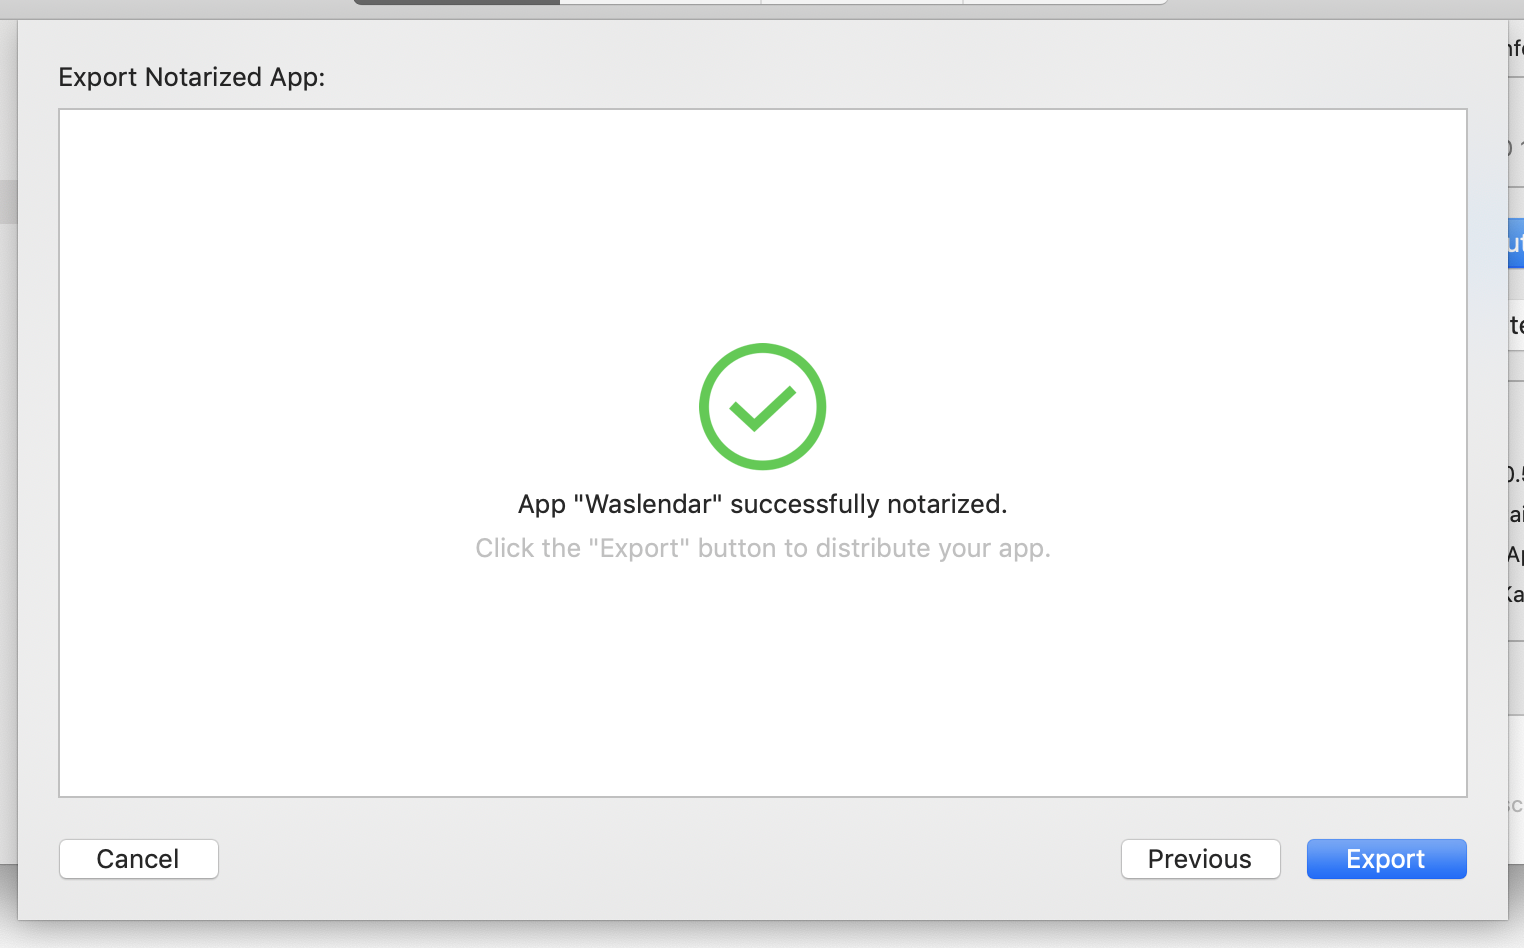 Export Notarized App:
App "Waslendar" successfully notarized.
Click the "Export" button to distribute your app.
Cancel
Previous
Export